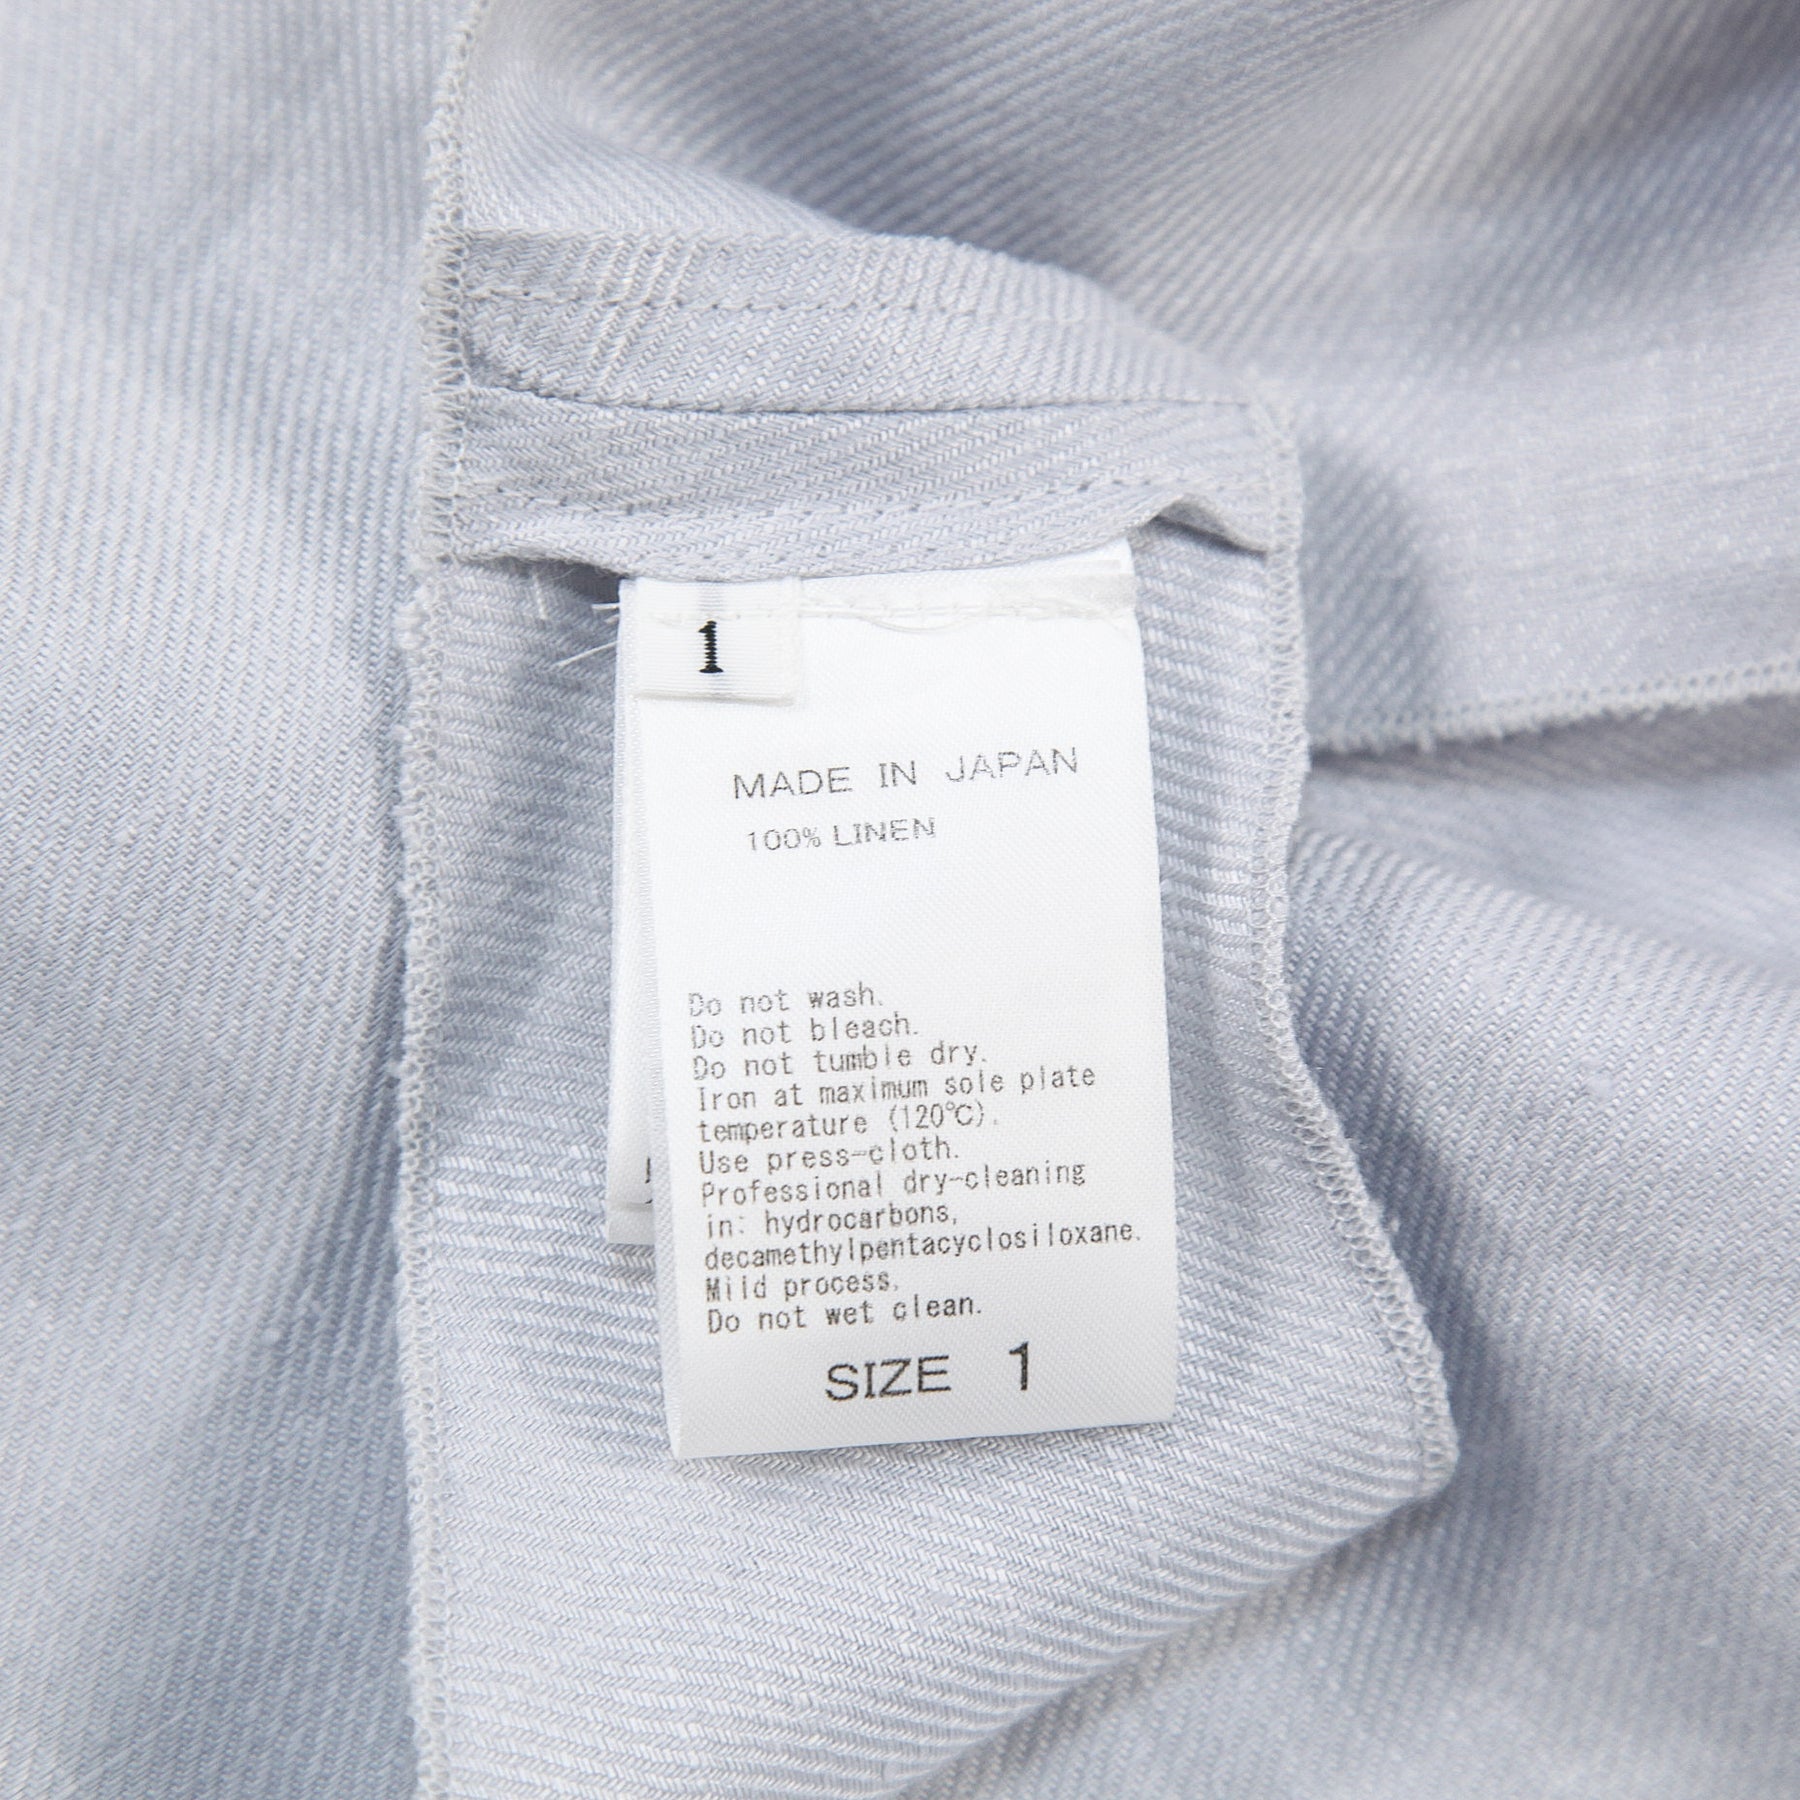 1
MADE IN JAPAN
100% LINEN
Do not wash.
Do not bleach.
Do not tumble dry.
Iron at maximum sole plate
temperature (120℃).
Use press-cloth.
Professional dry-cleaning
in: hydrocarbons,
decamethylpentacyclosiloxane.
Mild process.
Do not wet clean.
SIZE 1